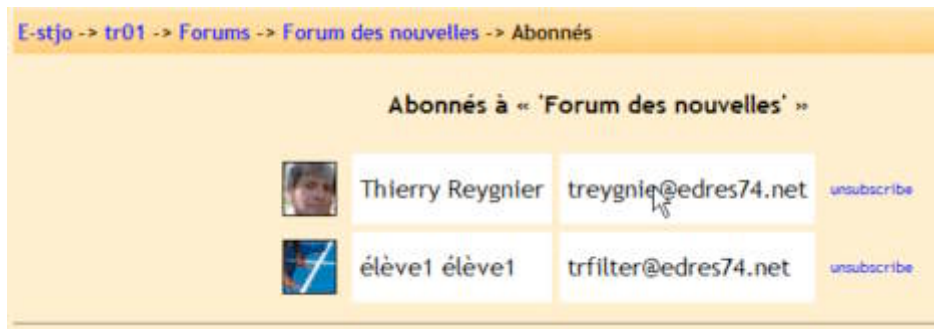 E-stjo -> tr01 -> Forums -> Forum des nouvelles -> Abonnés
Abonnés à « 'Forum des nouvelles' »
Thierry Reygnier treygnie@edres74.net unsubscribe
élève1 élève1 trfilter@edres74.net unsubscribe